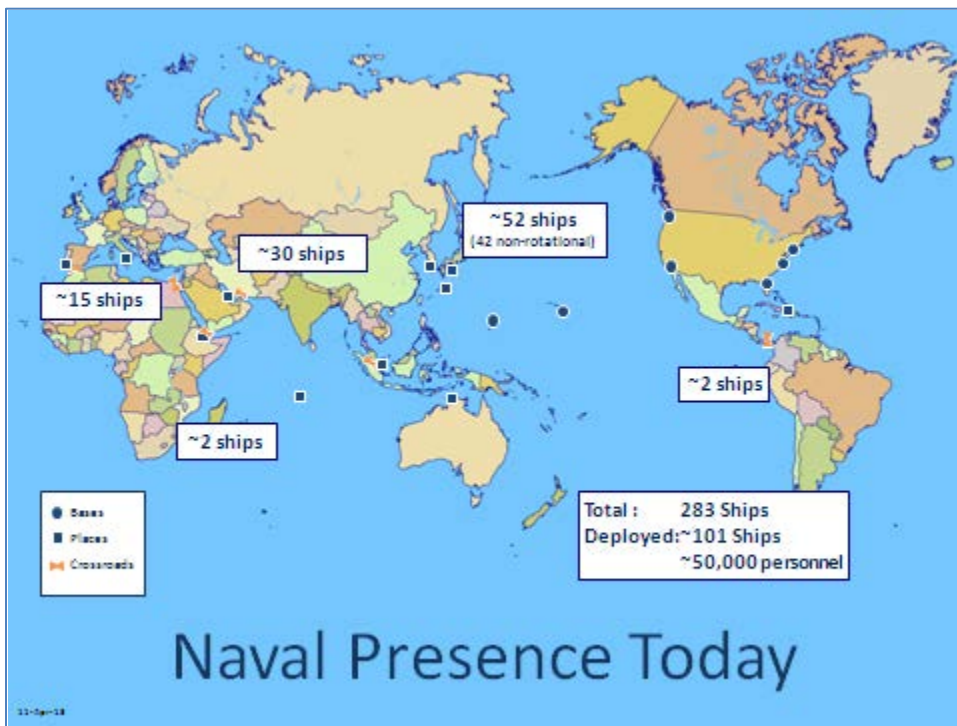 ~52 ships
(42 non-rotational)
~30 ships
~15 ships
~2 ships
~2 ships
Bases
Places
Crossroads
Total : 283 Ships
Deployed:~101 Ships
~50,000 personnel
Naval Presence Today